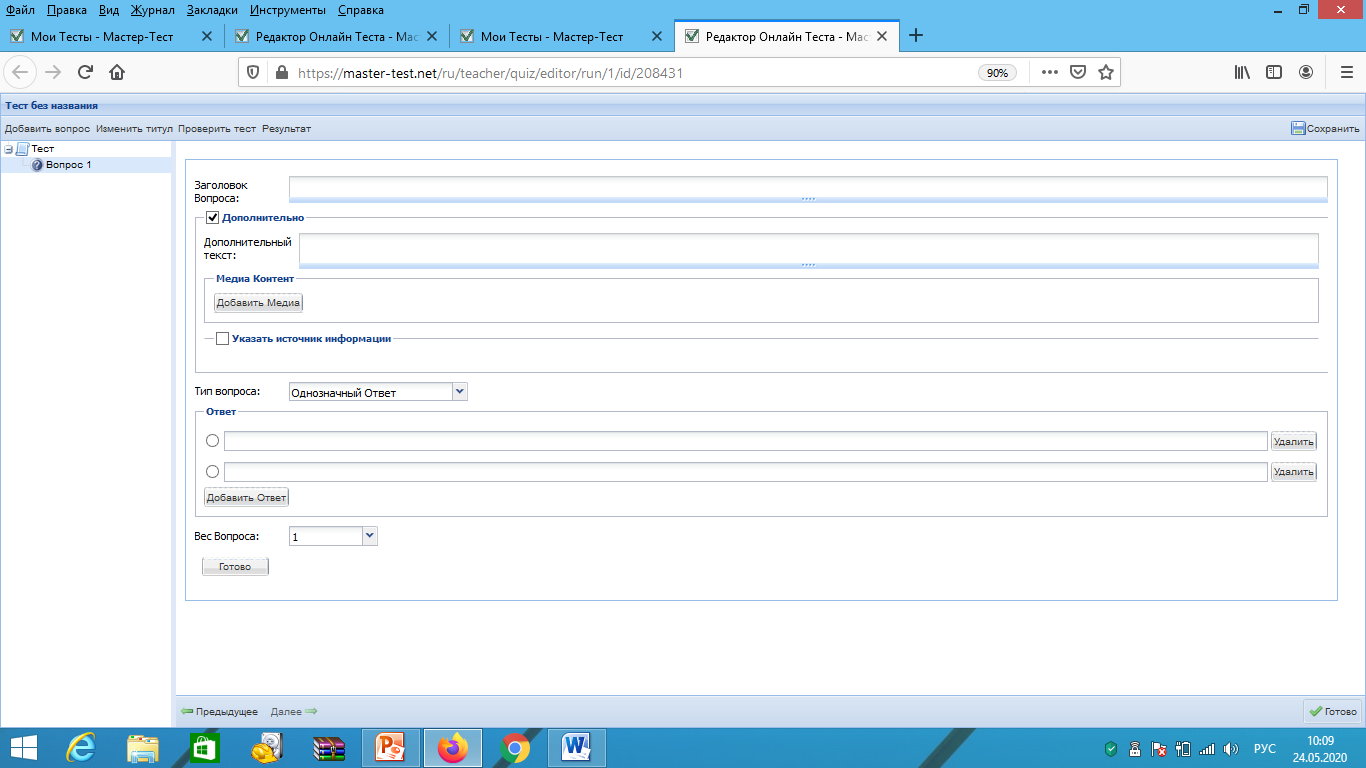 Файл Правка Вид Журнал Закладки Инструменты Справка
Мои Тесты - Мастер-Тест Редактор Онлайн Теста - Мас Мои Тесты - Мастер-Тест Редактор Онлайн Теста - Мас
https://master-test.net/ru/teacher/quiz/editor/run/1/id/208431 90%
Тест без названия
Добавить вопрос Изменить титул Проверить тест Результат Сохранить
Тест
Вопрос 1
Заголовок
Вопроса:
Дополнительно
Дополнительный
текст:
Медиа Контент
Добавить Медиа
Указать источник информации
Тип вопроса: Однозначный Ответ
Ответ
Удалить
Удалить
Добавить Ответ
Вес Вопроса: 1
Готово
Предыдущее Далее Готово
РУС 10:09
24.05.2020